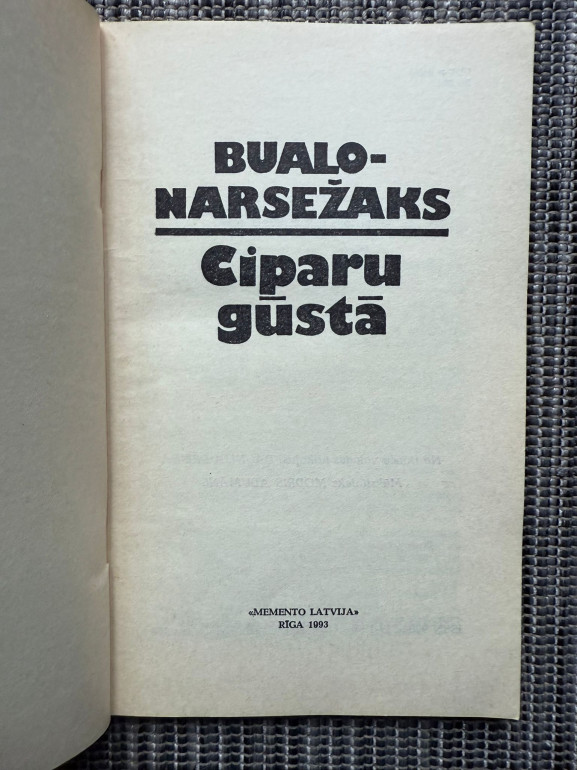 BUALO-
NARSEŽAKS
Ciparu
gūstā
«MEMENTO LATVIJA»
RĪGA 1993